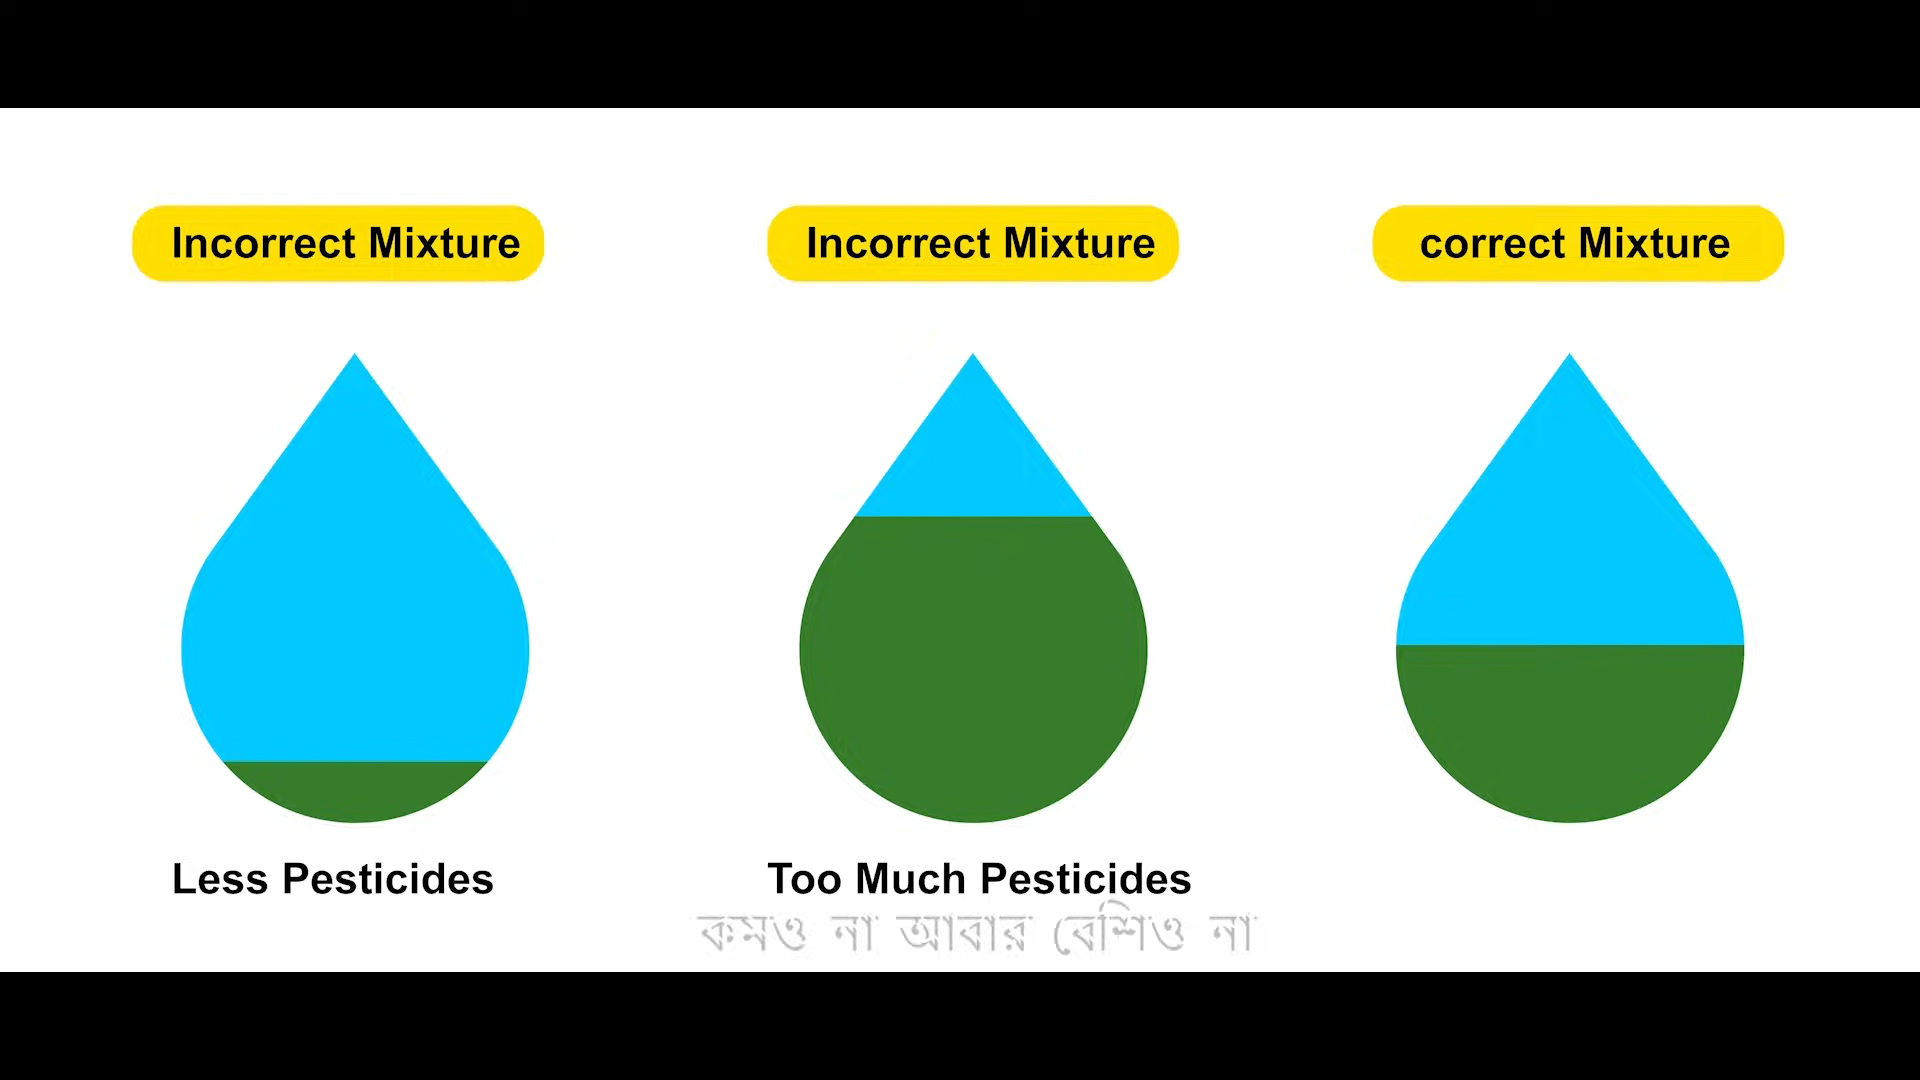 Incorrect Mixture
Incorrect Mixture
correct Mixture
Less Pesticides
Too Much Pesticides
কমও না আবার বেশিও না